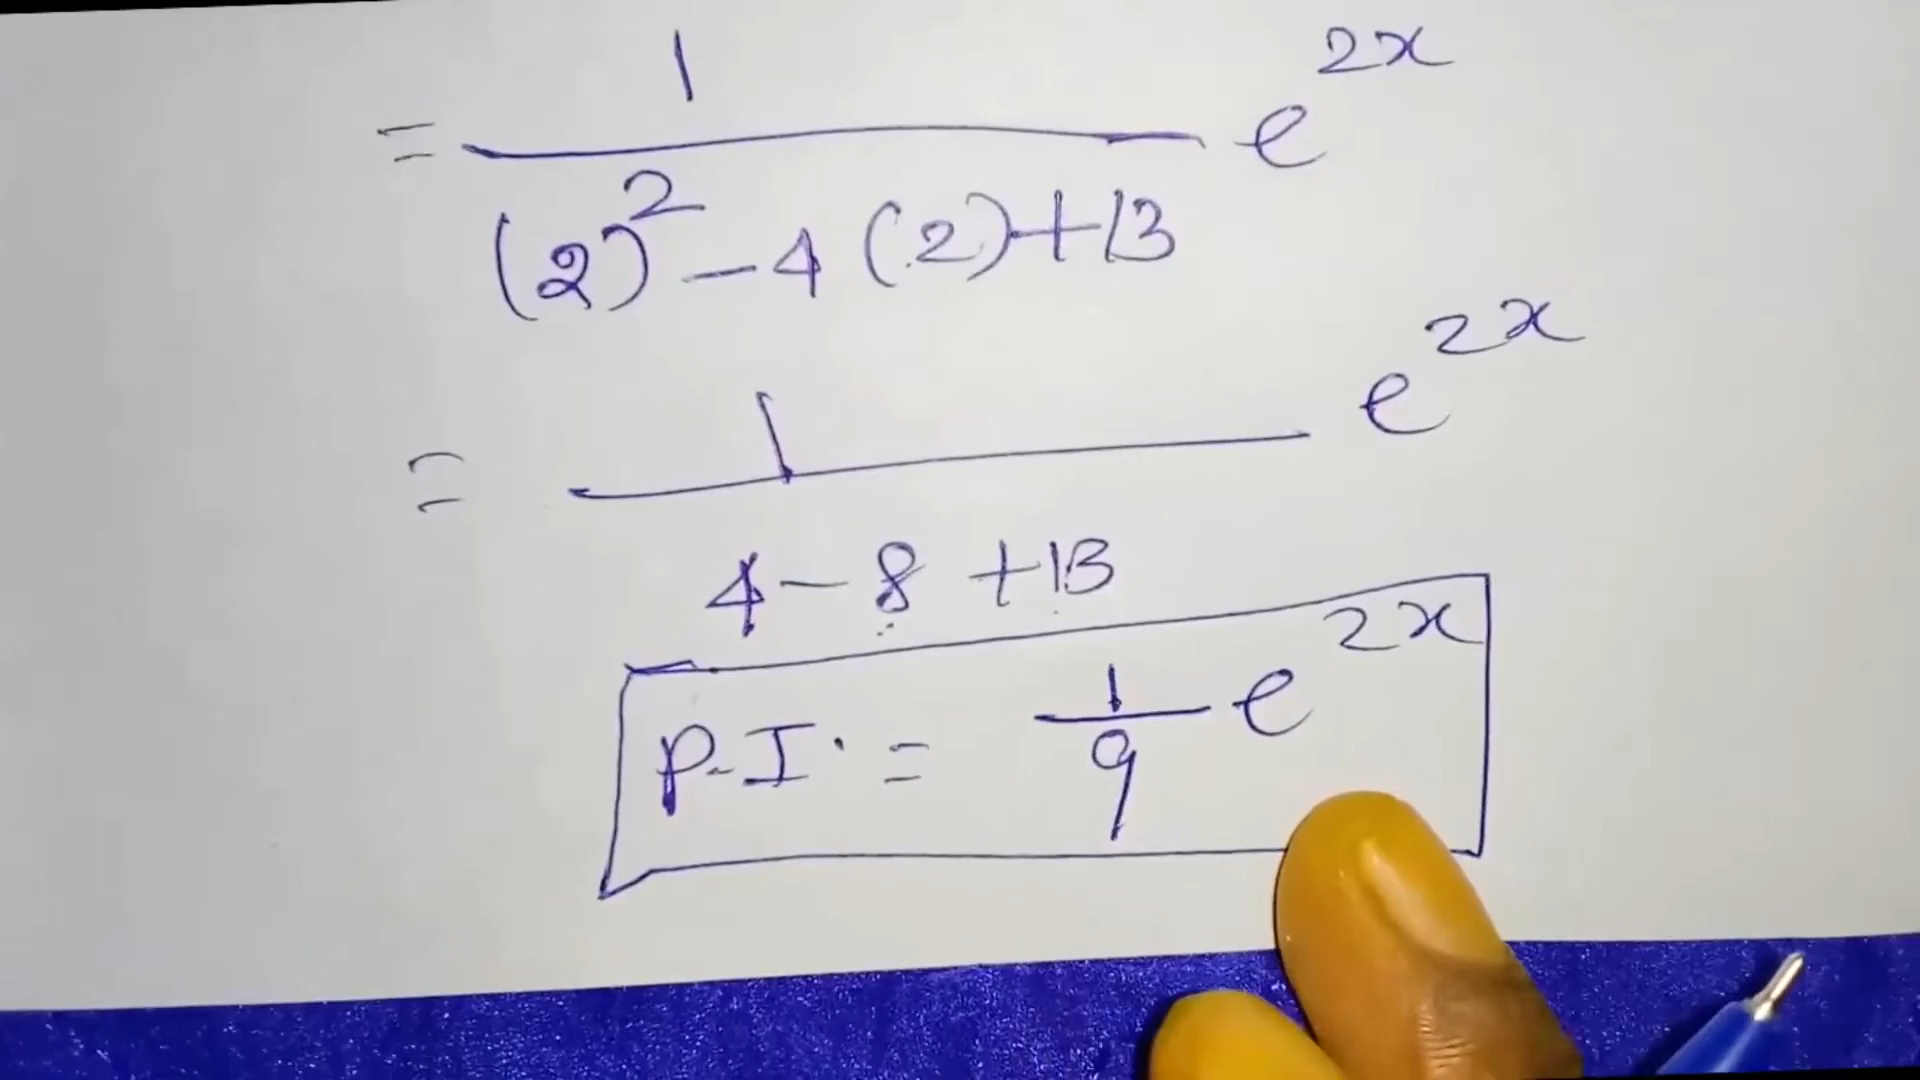 = 1/((2)² - 4(2) + 13) e^{2x}
= 1/(4 - 8 + 13) e^{2x}
P.I. = 1/9 e^{2x}